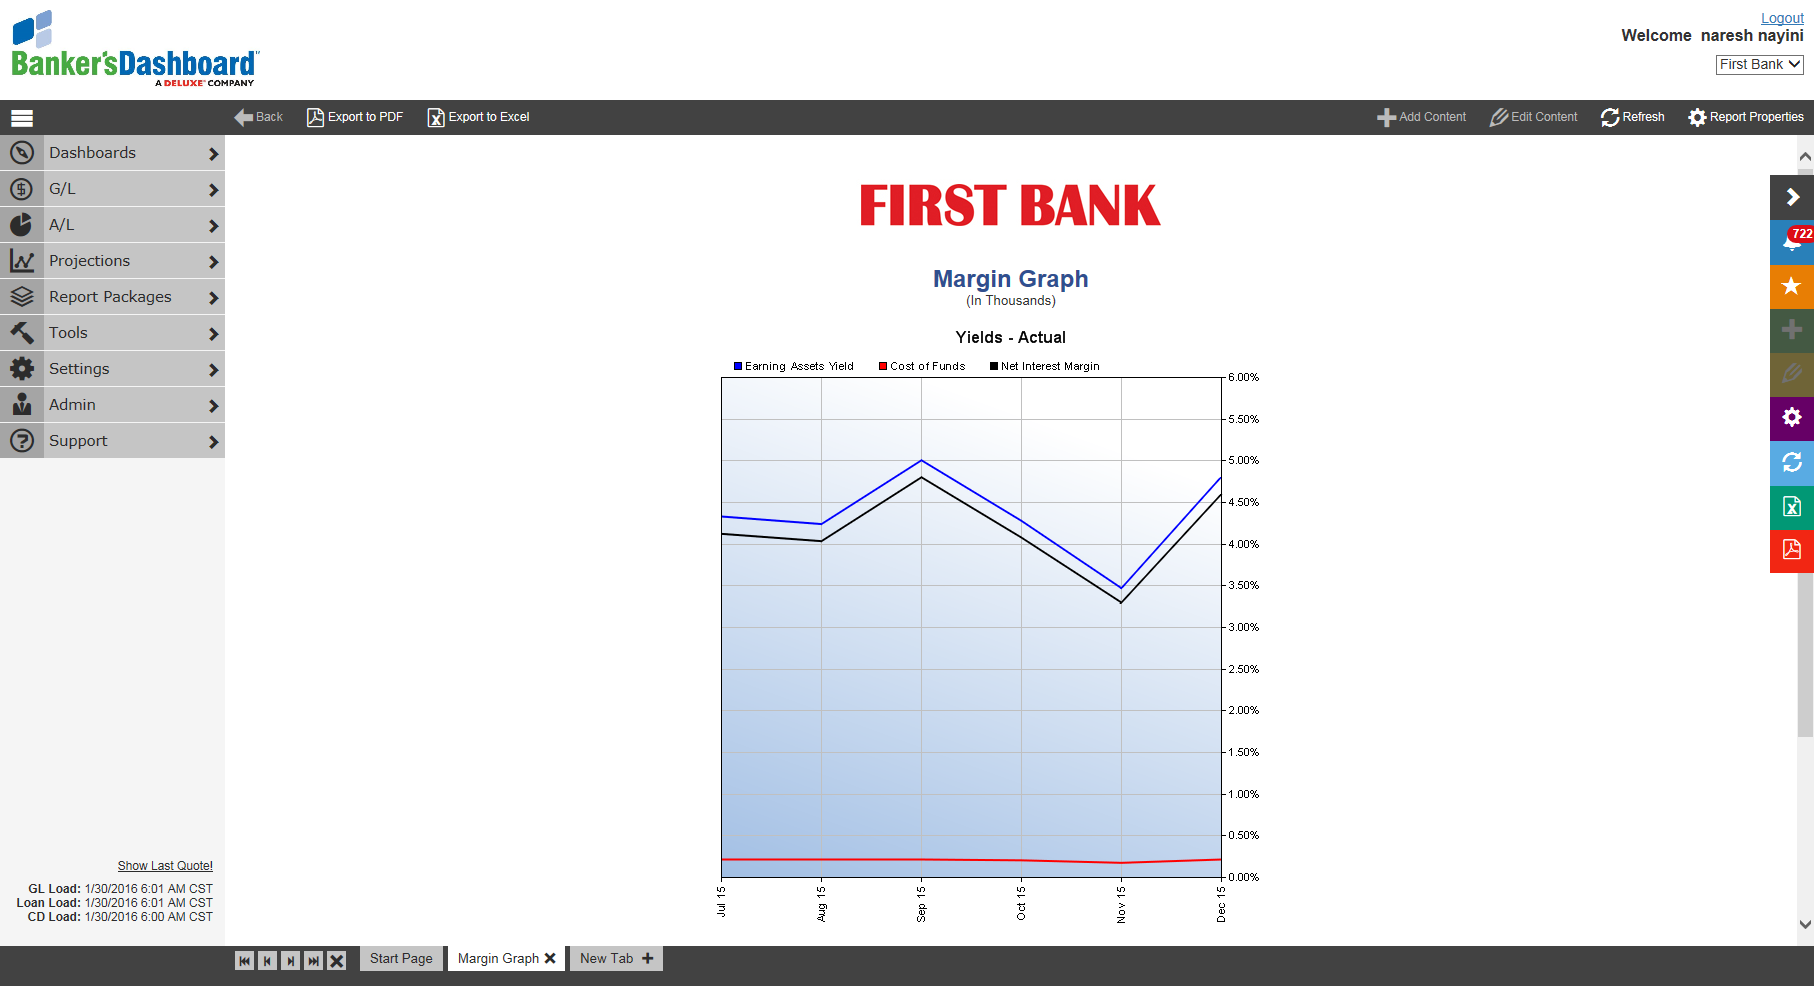 Banker'sDashboard
A DELUXE COMPANY
Logout
Welcome naresh nayini
First Bank
Back
Export to PDF
Export to Excel
Add Content
Edit Content
Refresh
Report Properties
Dashboards
G/L
A/L
Projections
Report Packages
Tools
Settings
Admin
Support
722
FIRST BANK
Margin Graph
(In Thousands)
Yields - Actual
Earning Assets Yield
Cost of Funds
Net Interest Margin
6.00%
5.50%
5.00%
4.50%
4.00%
3.50%
3.00%
2.50%
2.00%
1.50%
1.00%
0.50%
0.00%
Jul 15
Aug 15
Sep 15
Oct 15
Nov 15
Dec 15
Show Last Quote!
GL Load: 1/30/2016 6:01 AM CST
Loan Load: 1/30/2016 6:01 AM CST
CD Load: 1/30/2016 6:00 AM CST
Start Page
Margin Graph
New Tab